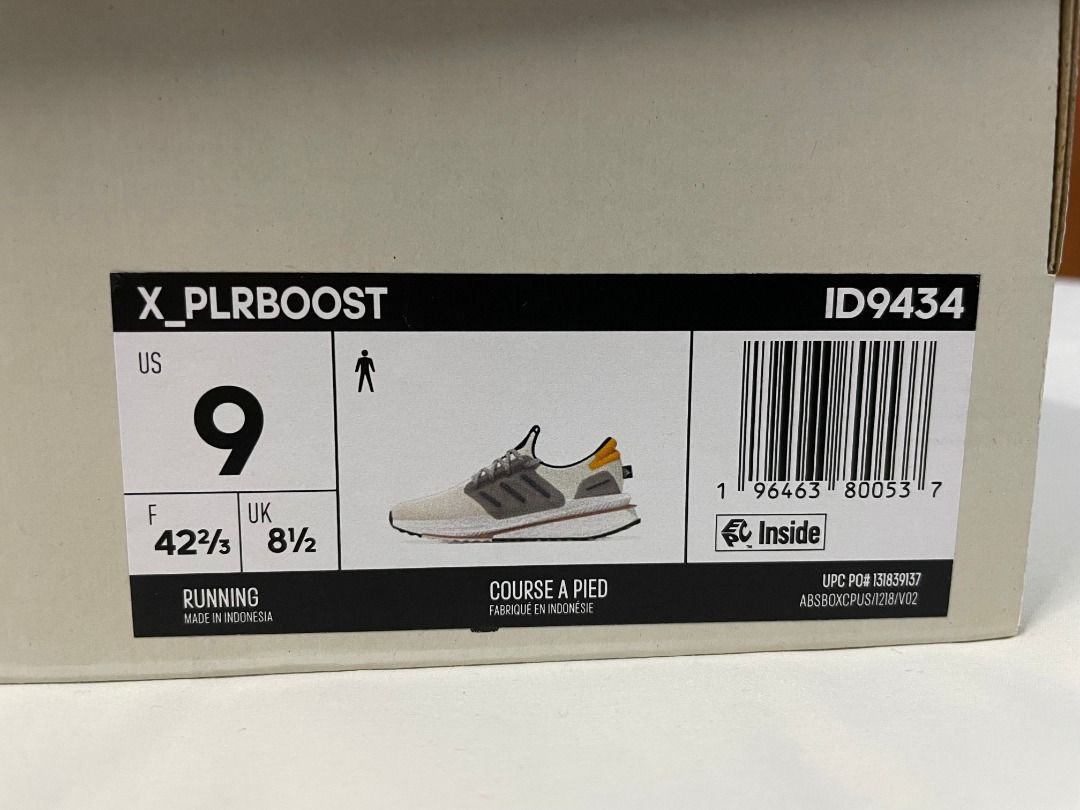 X_PLRBOOST
ID9434
US
9
F
42⅔
UK
8½
1 96463 80053 7
EPC™ Inside
RUNNING
MADE IN INDONESIA
COURSE A PIED
FABRIQUÉ EN INDONÉSIE
UPC PO# 131839137
ABSBOXCPUS/1218/V02